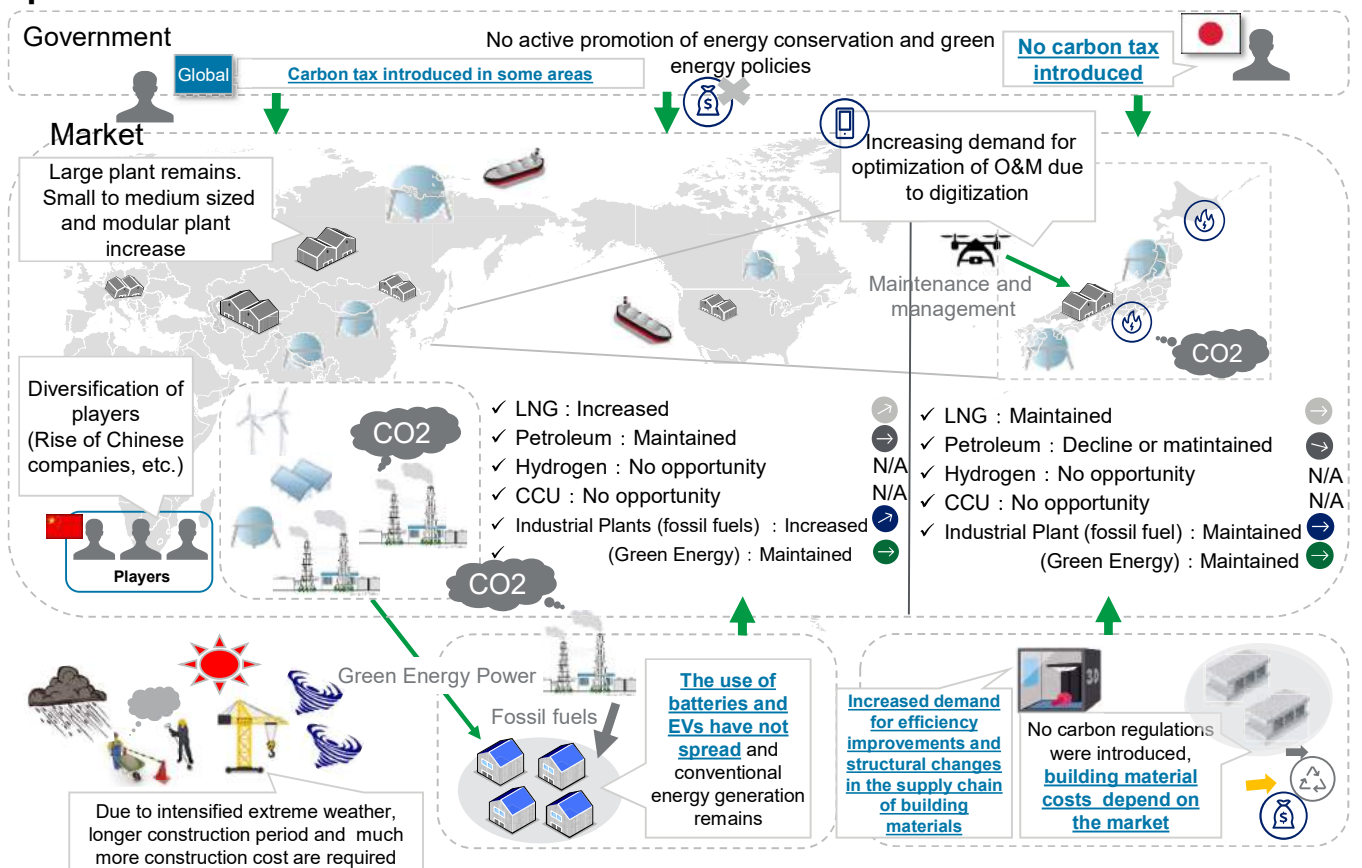 Government
Global
Carbon tax introduced in some areas
No active promotion of energy conservation and green
energy policies
No carbon tax
introduced
Market
Large plant remains.
Small to medium sized
and modular plant
increase
Increasing demand for
optimization of O&M due
to digitization
Maintenance and
management
CO2
Diversification of
players
(Rise of Chinese
companies, etc.)
Players
CO2
✓ LNG : Increased
✓ Petroleum : Maintained
✓ Hydrogen : No opportunity N/A
✓ CCU : No opportunity N/A
✓ Industrial Plants (fossil fuels) : Increased
✓ (Green Energy) : Maintained
✓ LNG : Maintained
✓ Petroleum : Decline or matintained
✓ Hydrogen : No opportunity N/A
✓ CCU : No opportunity N/A
✓ Industrial Plant (fossil fuel) : Maintained
(Green Energy) : Maintained
CO2
Green Energy Power
Fossil fuels
The use of
batteries and
EVs have not
spread and
conventional
energy generation
remains
Increased demand
for efficiency
improvements and
structural changes
in the supply chain
of building
materials
3D
No carbon regulations
were introduced,
building material
costs depend on
the market
Due to intensified extreme weather,
longer construction period and much
more construction cost are required